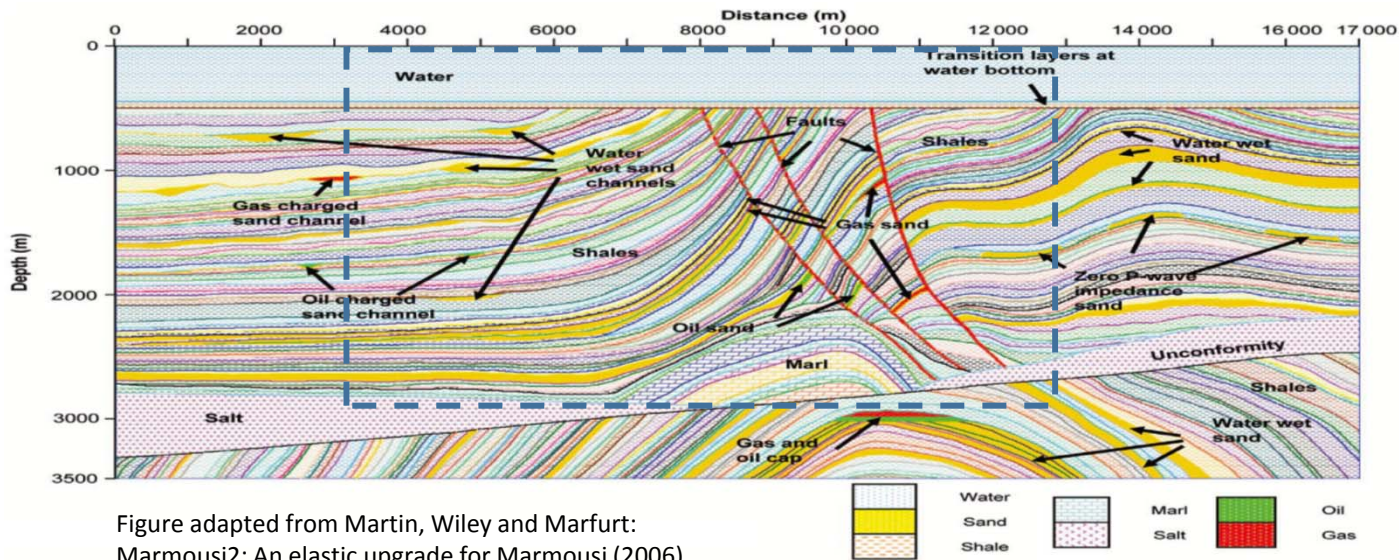 Distance (m)
0 2000 4000 6000 8000 10 000 12 000 14 000 16 000 17 000
Depth (m)
0
1000
2000
3000
3500
Water
Transition layers at
water bottom
Faults
Shales
Water
wet sand
channels
Water wet
sand
Gas charged
sand channel
Gas sand
Shales
Oil charged
sand channel
Zero P-wave
impedance
sand
Oil sand
Marl
Unconformity
Shales
Salt
Gas and
oil cap
Water wet
sand
Water
Sand
Shale
Marl
Salt
Oil
Gas
Figure adapted from Martin, Wiley and Marfurt:
Marmousi2: An elastic upgrade for Marmousi (2006)